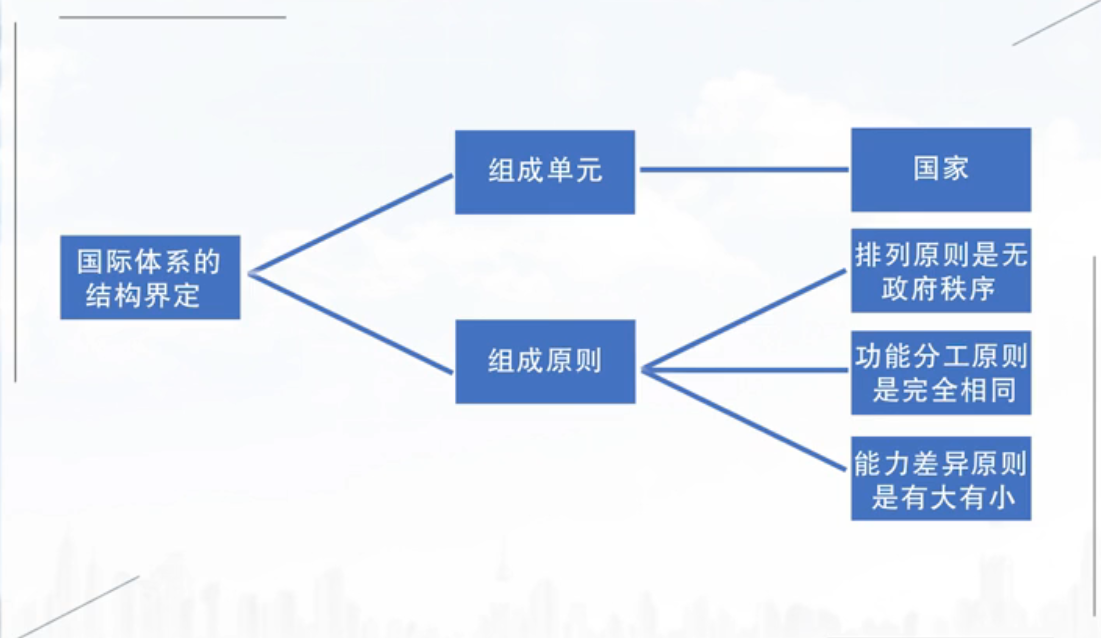 国际体系的
结构界定
组成单元
国家
组成原则
排列原则是无
政府秩序
功能分工原则
是完全相同
能力差异原则
是有大有小